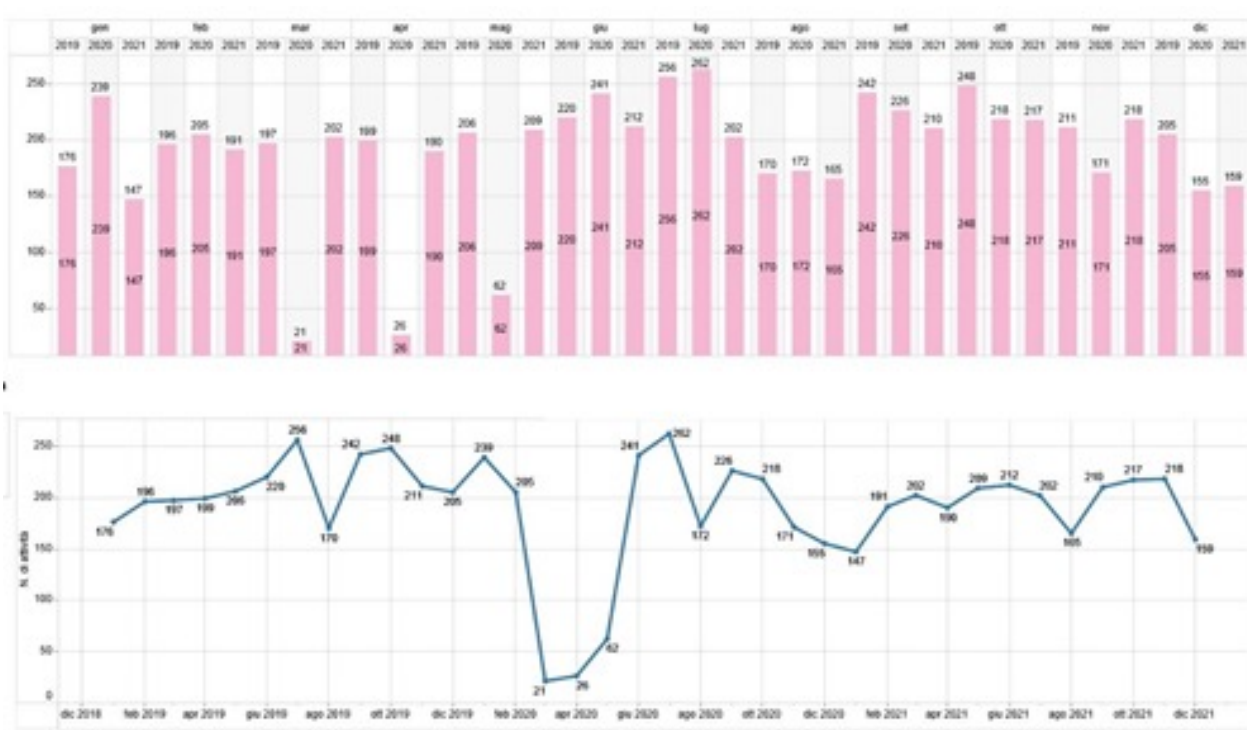 gen feb mar apr mag giu lug ago set ott nov dic
2019 2020 2021 2019 2020 2021 2019 2020 2021 2019 2020 2021 2019 2020 2021 2019 2020 2021 2019 2020 2021 2019 2020 2021 2019 2020 2021 2019 2020 2021 2019 2020 2021 2019 2020 2021
250
200
150
100
50
176 239 147 196 205 191 197 21 202 199 26 190 206 62 209 220 241 212 256 262 202 170 172 165 242 226 210 248 218 217 211 171 218 205 155 159
176 239 147 196 205 191 197 21 202 199 26 190 206 62 209 220 241 212 256 262 202 170 172 165 242 226 210 248 218 217 211 171 218 205 155 159
N. di attività
250
200
150
100
50
0
176 196 197 199 206 220 256 170 242 248 211 205 239 205 21 26 62 241 262 172 226 218 171 155 147 191 202 190 209 212 202 165 210 217 218 159
dic 2018 feb 2019 apr 2019 giu 2019 ago 2019 ott 2019 dic 2019 feb 2020 apr 2020 giu 2020 ago 2020 ott 2020 dic 2020 feb 2021 apr 2021 giu 2021 ago 2021 ott 2021 dic 2021